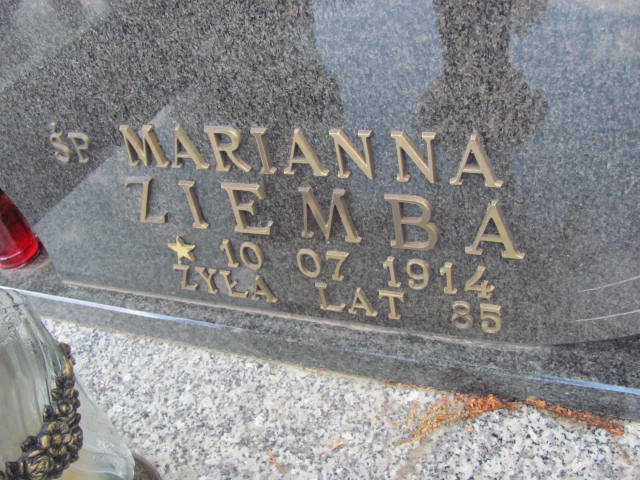 ŚP MARIANNA
ZIEMBA
10 07 1914
ŻYŁA LAT 85